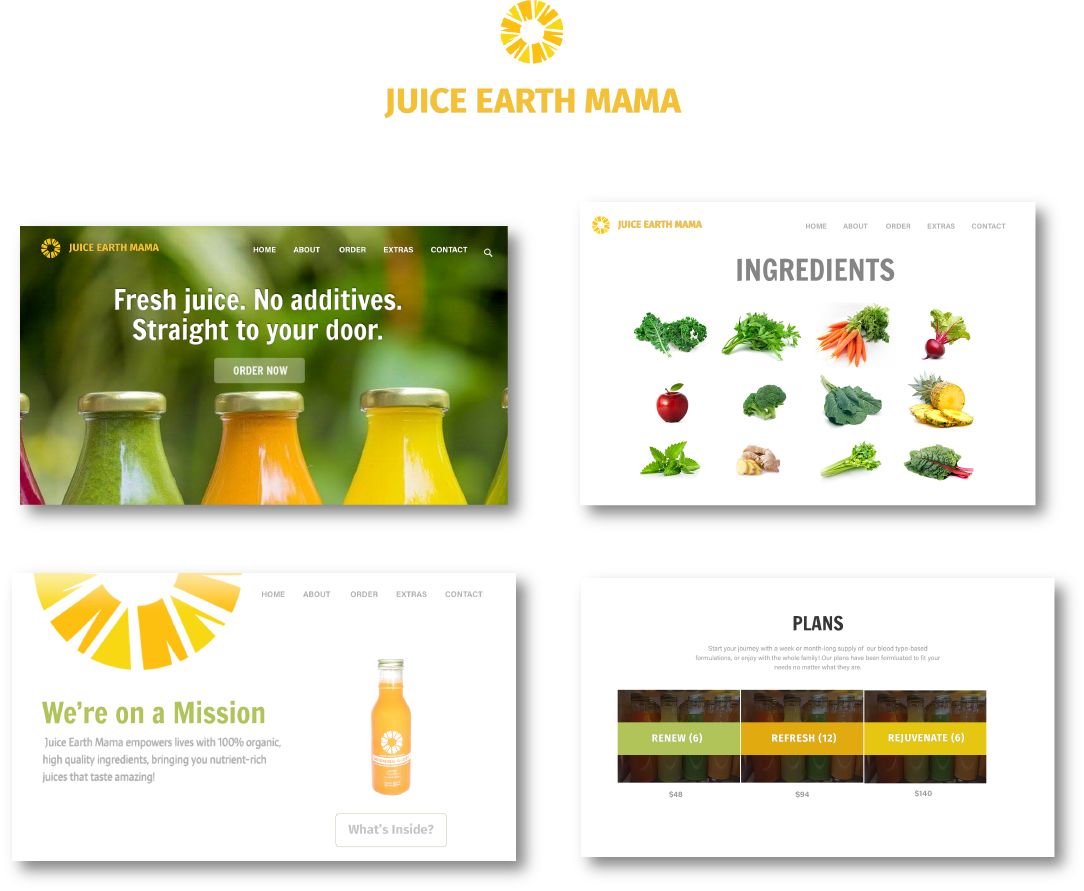 JUICE EARTH MAMA
JUICE EARTH MAMA
HOME ABOUT ORDER EXTRAS CONTACT
Fresh juice. No additives.
Straight to your door.
ORDER NOW
JUICE EARTH MAMA
HOME ABOUT ORDER EXTRAS CONTACT
INGREDIENTS
HOME ABOUT ORDER EXTRAS CONTACT
We're on a Mission
Juice Earth Mama empowers lives with 100% organic,
high quality ingredients, bringing you nutrient-rich
juices that taste amazing!
What's Inside?
PLANS
Start your journey with a week or month-long supply of our blood type-based
formulations, or enjoy with the whole family! Our plans have been fermluated to fit your
needs no matter what they are.
RENEW (6) REFRESH (12) REJUVENATE (6)
$48 $94 $140